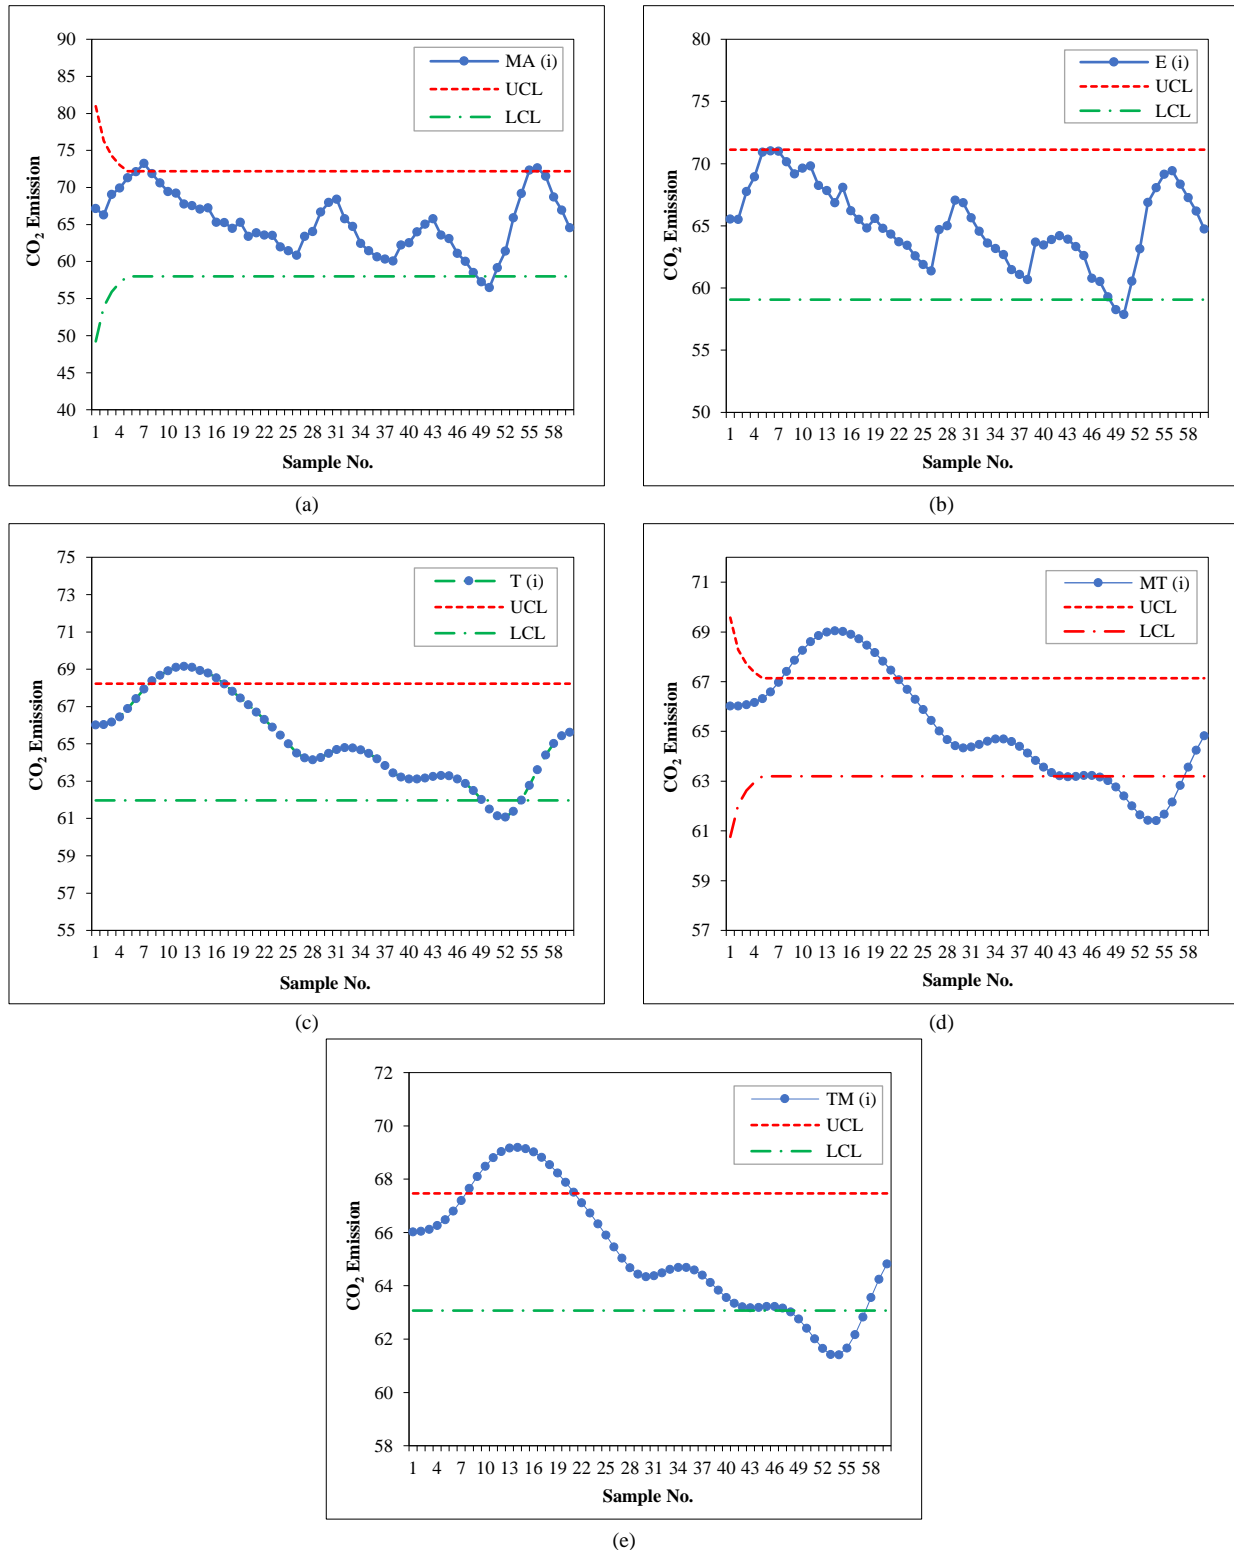 90
85
80
75
70
65
60
55
50
45
40
CO2 Emission
MA (i)
UCL
LCL
1 4 7 10 13 16 19 22 25 28 31 34 37 40 43 46 49 52 55 58
Sample No.
(a)
80
75
70
65
60
55
50
CO2 Emission
E (i)
UCL
LCL
1 4 7 10 13 16 19 22 25 28 31 34 37 40 43 46 49 52 55 58
Sample No.
(b)
75
73
71
69
67
65
63
61
59
57
55
CO2 Emission
T (i)
UCL
LCL
1 4 7 10 13 16 19 22 25 28 31 34 37 40 43 46 49 52 55 58
Sample No.
(c)
71
69
67
65
63
61
59
57
CO2 Emission
MT (i)
UCL
LCL
1 4 7 10 13 16 19 22 25 28 31 34 37 40 43 46 49 52 55 58
Sample No.
(d)
72
70
68
66
64
62
60
58
CO2 Emission
TM (i)
UCL
LCL
1 4 7 10 13 16 19 22 25 28 31 34 37 40 43 46 49 52 55 58
Sample No.
(e)